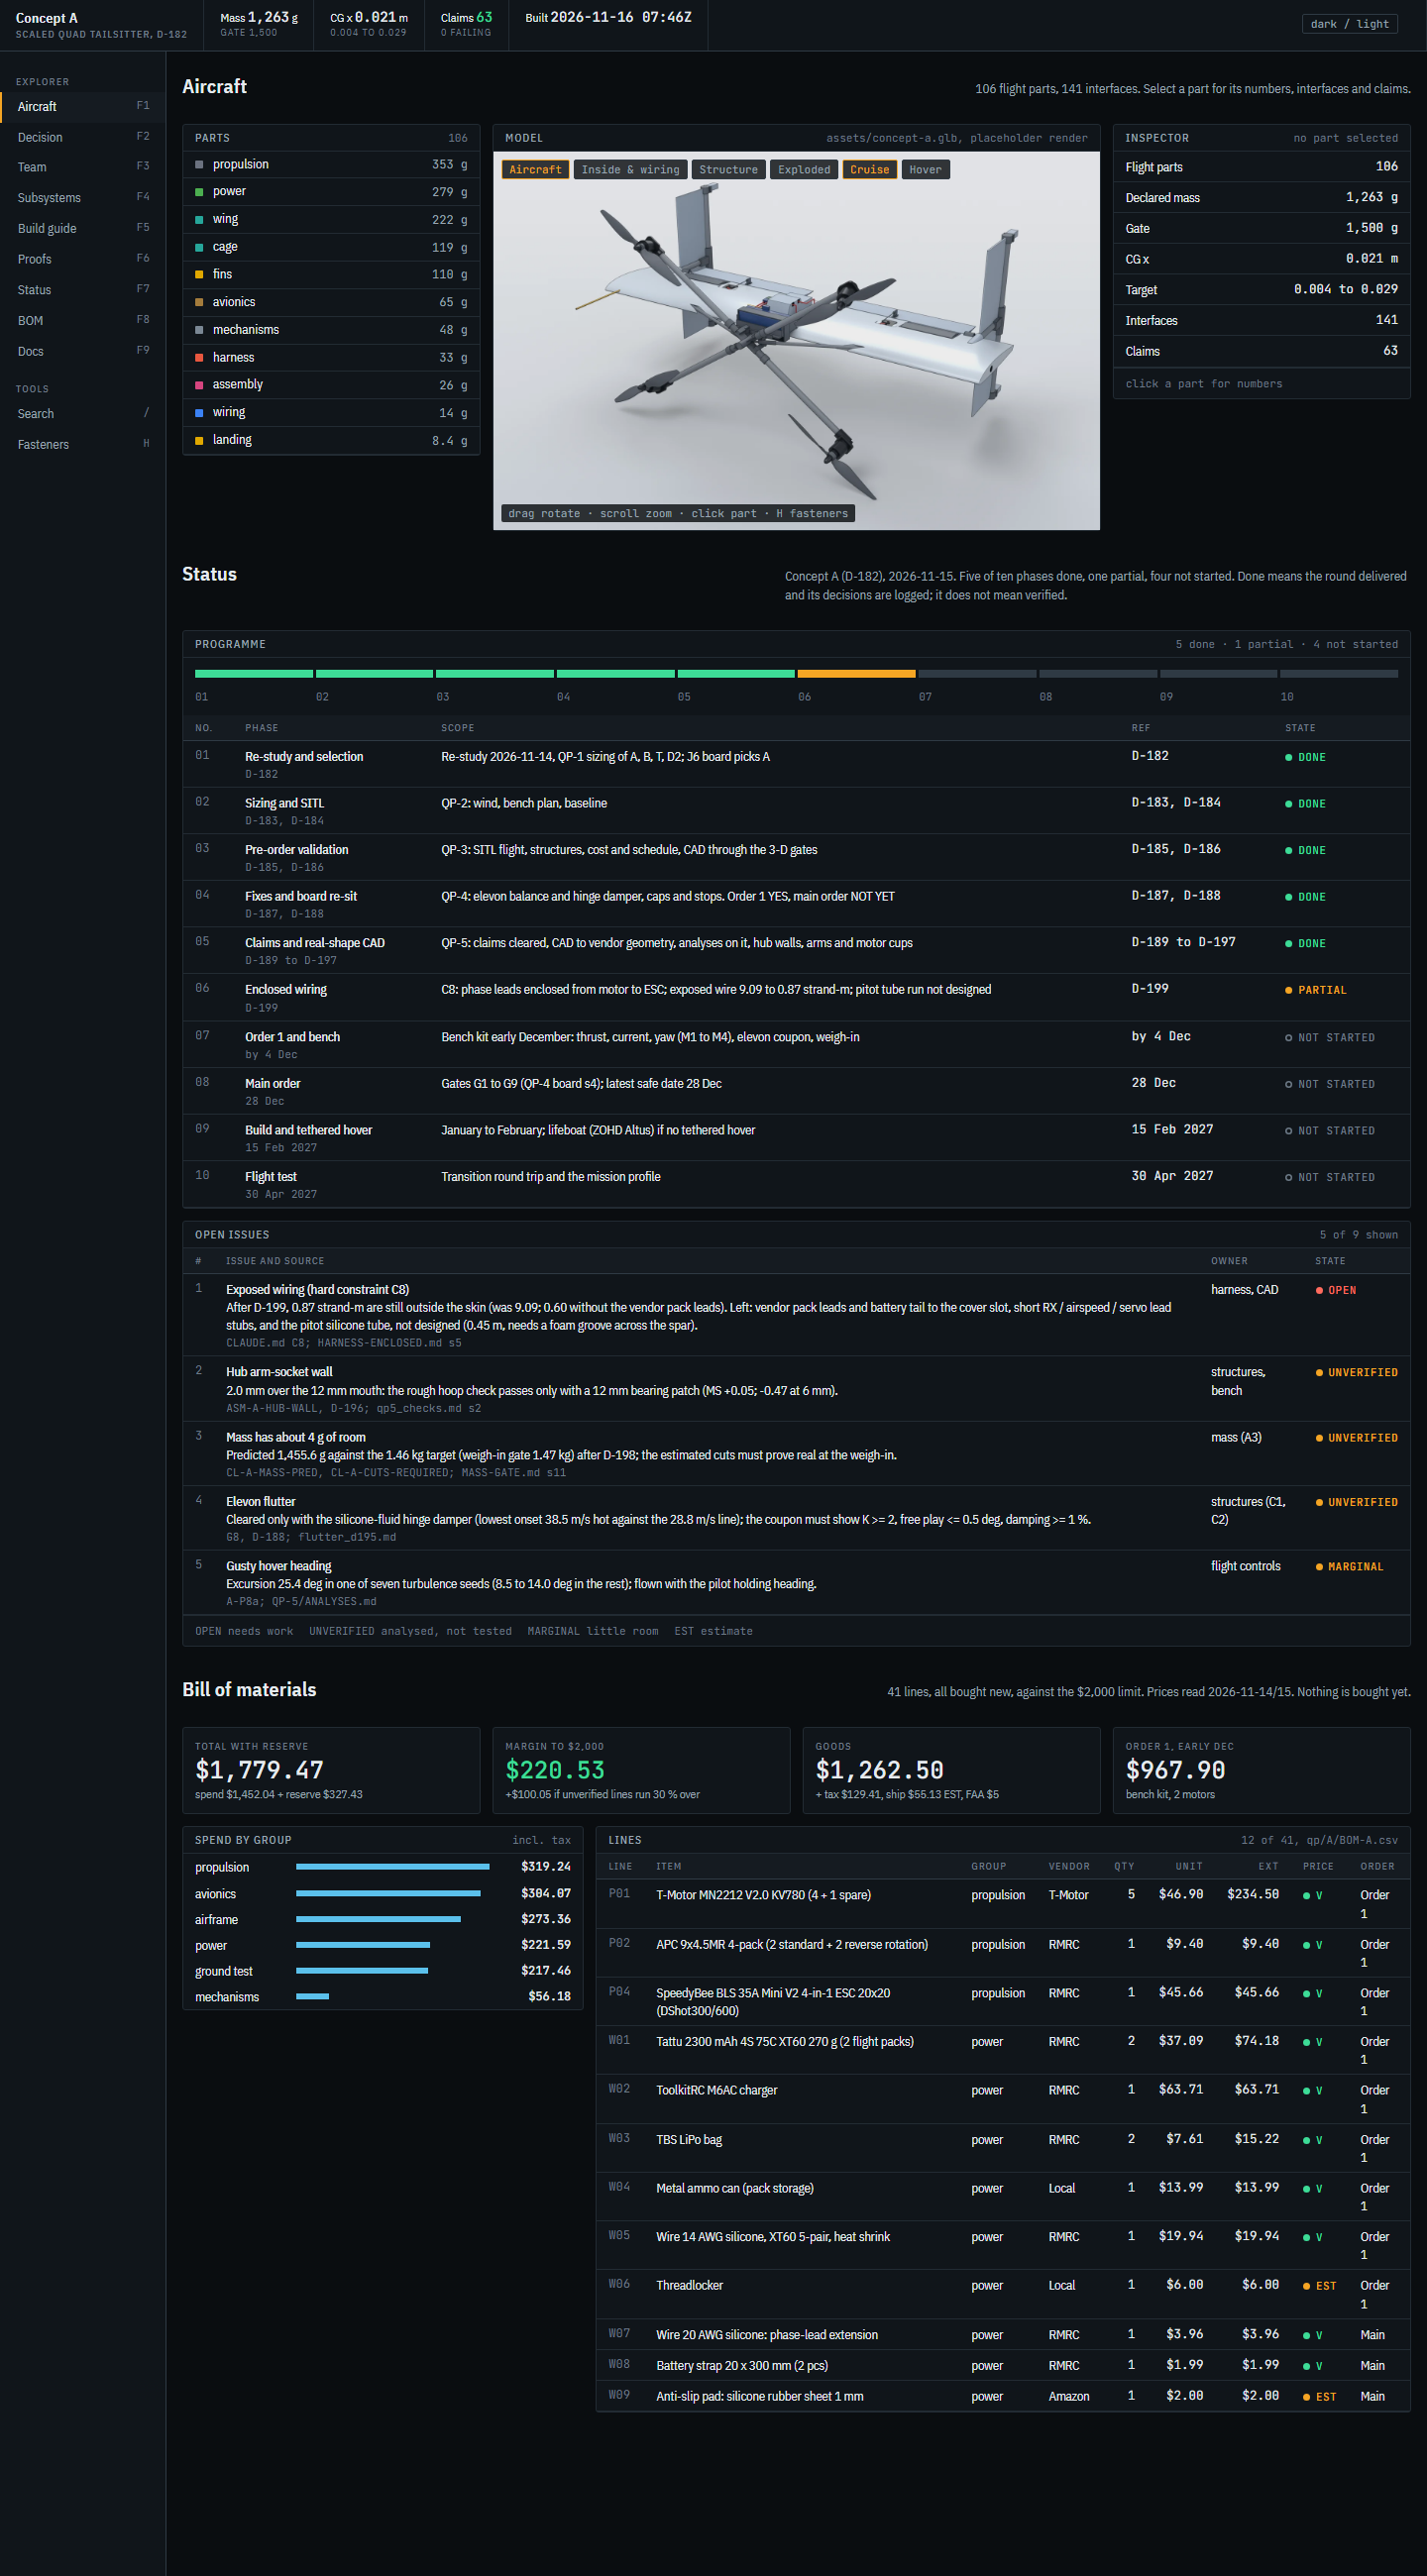 Concept A
SCALED QUAD TAILSITTER, D-182
Mass 1,263 g
GATE 1,500
CG x 0.021 m
0.004 TO 0.029
Claims 63
0 FAILING
Built 2026-11-16 07:46Z
dark / light
EXPLORER
Aircraft F1
Decision F2
Team F3
Subsystems F4
Build guide F5
Proofs F6
Status F7
BOM F8
Docs F9
TOOLS
Search /
Fasteners H
Aircraft
106 flight parts, 141 interfaces. Select a part for its numbers, interfaces and claims.
PARTS 106
propulsion 353 g
power 279 g
wing 222 g
cage 119 g
fins 110 g
avionics 65 g
mechanisms 48 g
harness 33 g
assembly 26 g
wiring 14 g
landing 8.4 g
MODEL assets/concept-a.glb, placeholder render
Aircraft Inside & wiring Structure Exploded Cruise Hover
drag rotate · scroll zoom · click part · H fasteners
INSPECTOR no part selected
Flight parts 106
Declared mass 1,263 g
Gate 1,500 g
CG x 0.021 m
Target 0.004 to 0.029
Interfaces 141
Claims 63
click a part for numbers
Status
Concept A (D-182), 2026-11-15. Five of ten phases done, one partial, four not started. Done means the round delivered
and its decisions are logged; it does not mean verified.
PROGRAMME 5 done · 1 partial · 4 not started
01 02 03 04 05 06 07 08 09 10
NO. PHASE SCOPE REF STATE
01 Re-study and selection Re-study 2026-11-14, QP-1 sizing of A, B, T, D2; J6 board picks A D-182 DONE
D-182
02 Sizing and SITL QP-2: wind, bench plan, baseline D-183, D-184 DONE
D-183, D-184
03 Pre-order validation QP-3: SITL flight, structures, cost and schedule, CAD through the 3-D gates D-185, D-186 DONE
D-185, D-186
04 Fixes and board re-sit QP-4: elevon balance and hinge damper, caps and stops. Order 1 YES, main order NOT YET D-187, D-188 DONE
D-187, D-188
05 Claims and real-shape CAD QP-5: claims cleared, CAD to vendor geometry, analyses on it, hub walls, arms and motor cups D-189 to D-197 DONE
D-189 to D-197
06 Enclosed wiring C8: phase leads enclosed from motor to ESC; exposed wire 9.09 to 0.87 strand-m; pitot tube run not designed D-199 PARTIAL
D-199
07 Order 1 and bench Bench kit early December: thrust, current, yaw (M1 to M4), elevon coupon, weigh-in by 4 Dec NOT STARTED
by 4 Dec
08 Main order Gates G1 to G9 (QP-4 board s4); latest safe date 28 Dec 28 Dec NOT STARTED
28 Dec
09 Build and tethered hover January to February; lifeboat (ZOHD Altus) if no tethered hover 15 Feb 2027 NOT STARTED
15 Feb 2027
10 Flight test Transition round trip and the mission profile 30 Apr 2027 NOT STARTED
30 Apr 2027
OPEN ISSUES 5 of 9 shown
# ISSUE AND SOURCE OWNER STATE
1 Exposed wiring (hard constraint C8) harness, CAD OPEN
After D-199, 0.87 strand-m are still outside the skin (was 9.09; 0.60 without the vendor pack leads). Left: vendor pack leads and battery tail to the cover slot, short RX / airspeed / servo lead
stubs, and the pitot silicone tube, not designed (0.45 m, needs a foam groove across the spar).
CLAUDE.md C8; HARNESS-ENCLOSED.md s5
2 Hub arm-socket wall structures, UNVERIFIED
2.0 mm over the 12 mm mouth: the rough hoop check passes only with a 12 mm bearing patch (MS +0.05; -0.47 at 6 mm). bench
ASM-A-HUB-WALL, D-196; qp5_checks.md s2
3 Mass has about 4 g of room mass (A3) UNVERIFIED
Predicted 1,455.6 g against the 1.46 kg target (weigh-in gate 1.47 kg) after D-198; the estimated cuts must prove real at the weigh-in.
CL-A-MASS-PRED, CL-A-CUTS-REQUIRED; MASS-GATE.md s11
4 Elevon flutter structures (C1, UNVERIFIED
Cleared only with the silicone-fluid hinge damper (lowest onset 38.5 m/s hot against the 28.8 m/s line); the coupon must show K >= 2, free play <= 0.5 deg, damping >= 1 %. C2)
G8, D-188; flutter_d195.md
5 Gusty hover heading flight controls MARGINAL
Excursion 25.4 deg in one of seven turbulence seeds (8.5 to 14.0 deg in the rest); flown with the pilot holding heading.
A-P8a; QP-5/ANALYSES.md
OPEN needs work UNVERIFIED analysed, not tested MARGINAL little room EST estimate
Bill of materials
41 lines, all bought new, against the $2,000 limit. Prices read 2026-11-14/15. Nothing is bought yet.
TOTAL WITH RESERVE
$1,779.47
spend $1,452.04 + reserve $327.43
MARGIN TO $2,000
$220.53
+$100.05 if unverified lines run 30 % over
GOODS
$1,262.50
+ tax $129.41, ship $55.13 EST, FAA $5
ORDER 1, EARLY DEC
$967.90
bench kit, 2 motors
SPEND BY GROUP incl. tax
propulsion $319.24
avionics $304.07
airframe $273.36
power $221.59
ground test $217.46
mechanisms $56.18
LINES 12 of 41, qp/A/BOM-A.csv
LINE ITEM GROUP VENDOR QTY UNIT EXT PRICE ORDER
P01 T-Motor MN2212 V2.0 KV780 (4 + 1 spare) propulsion T-Motor 5 $46.90 $234.50 V Order
1
P02 APC 9x4.5MR 4-pack (2 standard + 2 reverse rotation) propulsion RMRC 1 $9.40 $9.40 V Order
1
P04 SpeedyBee BLS 35A Mini V2 4-in-1 ESC 20x20 propulsion RMRC 1 $45.66 $45.66 V Order
(DShot300/600) 1
W01 Tattu 2300 mAh 4S 75C XT60 270 g (2 flight packs) power RMRC 2 $37.09 $74.18 V Order
1
W02 ToolkitRC M6AC charger power RMRC 1 $63.71 $63.71 V Order
1
W03 TBS LiPo bag power RMRC 2 $7.61 $15.22 V Order
1
W04 Metal ammo can (pack storage) power Local 1 $13.99 $13.99 V Order
1
W05 Wire 14 AWG silicone, XT60 5-pair, heat shrink power RMRC 1 $19.94 $19.94 V Order
1
W06 Threadlocker power Local 1 $6.00 $6.00 EST Order
1
W07 Wire 20 AWG silicone: phase-lead extension power RMRC 1 $3.96 $3.96 V Main
W08 Battery strap 20 x 300 mm (2 pcs) power RMRC 1 $1.99 $1.99 V Main
W09 Anti-slip pad: silicone rubber sheet 1 mm power Amazon 1 $2.00 $2.00 EST Main